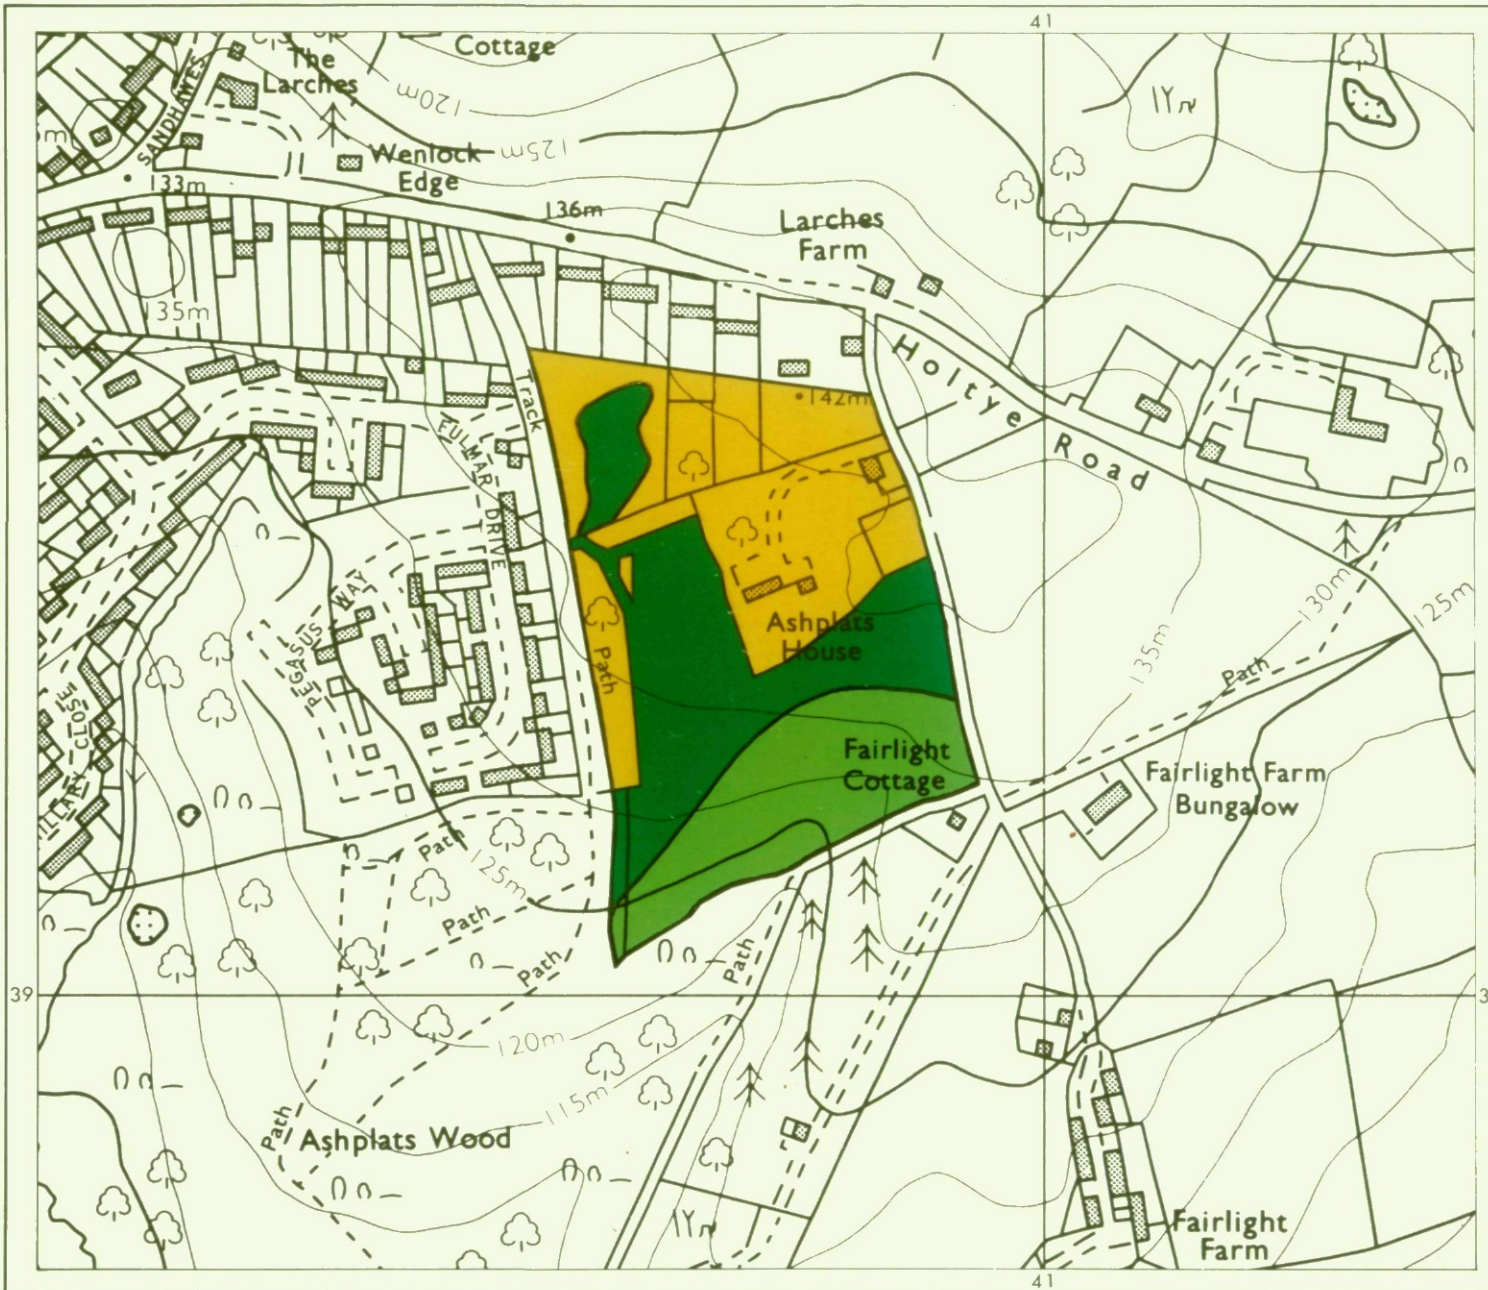 41
Cottage
The
Larches
SANDHAWES
120m
125m
Wenlock
Edge
133m
136m
Larches
Farm
135m
Holtye Road
Track
142m
FULMAR DRIVE
PEGASUS WAY
Ashplats
House
Path
130m
125m
135m
Path
HILLARY CLOSE
Fairlight
Cottage
Fairlight Farm
Bungalow
Path
125m
Path
Path
Path
39
3
120m
115m
Path
Ashplats Wood
Fairlight
Farm
41